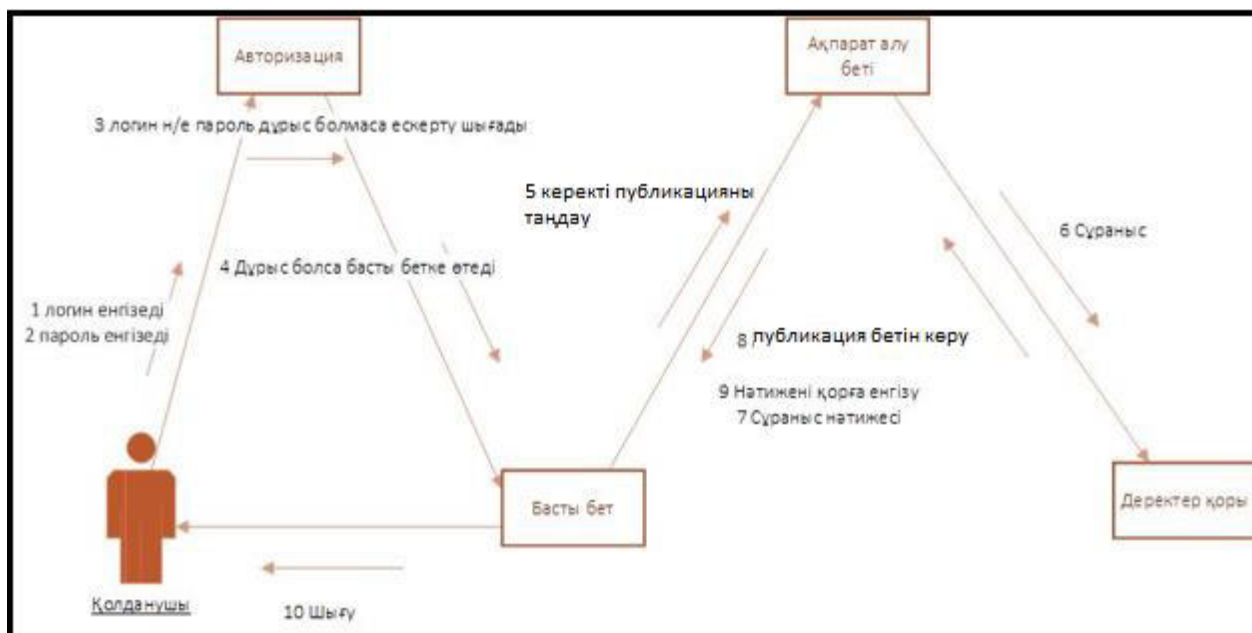 Авторизация
Ақпарат алу
беті
3 логин н/е пароль дұрыс болмаса ескерту шығады
5 керекті публикацияны
таңдау
6 Сұраныс
4 Дұрыс болса басты бетке өтеді
1 логин енгізеді
2 пароль енгізеді
8 публикация бетін көру
9 Нәтижені қорға енгізу
7 Сұраныс нәтижесі
Басты бет
Деректер қоры
Қолданушы
10 Шығу